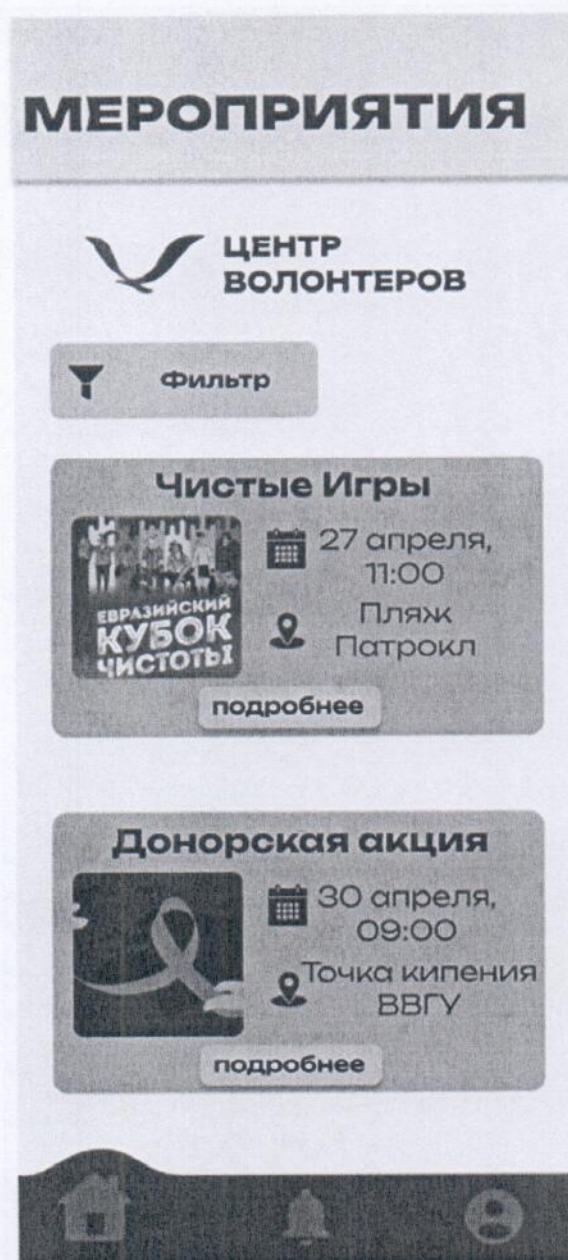 МЕРОПРИЯТИЯ
ЦЕНТР
ВОЛОНТЕРОВ
Фильтр
Чистые Игры
ЕВРАЗИЙСКИЙ
КУБОК
ЧИСТОТЫ
27 апреля,
11:00
Пляж
Патрокл
подробнее
Донорская акция
30 апреля,
09:00
Точка кипения
ВВГУ
подробнее